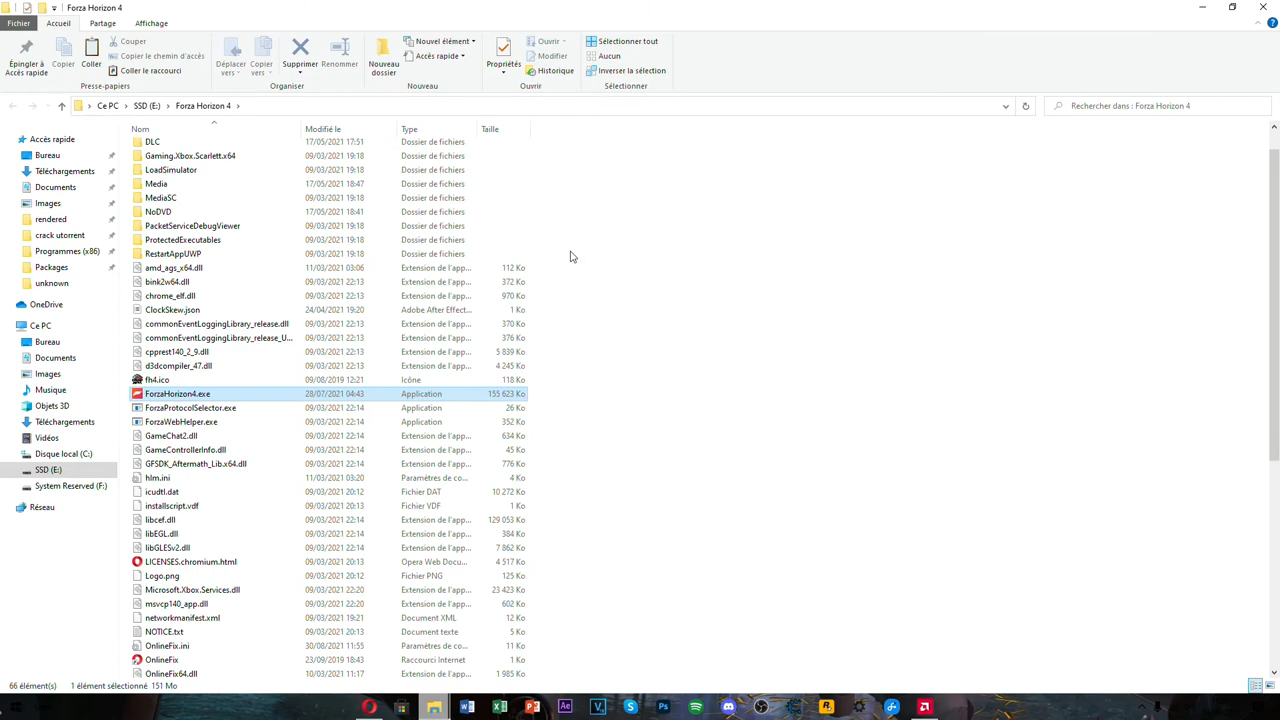 Forza Horizon 4
Fichier Accueil Partage Affichage
Épingler à Accès rapide
Copier
Coller
Couper
Copier le chemin d'accès
Coller le raccourci
Presse-papiers
Déplacer vers
Copier vers
Supprimer
Renommer
Organiser
Nouveau dossier
Nouvel élément
Accès rapide
Nouveau
Propriétés
Ouvrir
Modifier
Historique
Ouvrir
Sélectionner tout
Aucun
Inverser la sélection
Sélectionner
Ce PC > SSD (E:) > Forza Horizon 4 >
Rechercher dans : Forza Horizon 4
Accès rapide
Bureau
Téléchargements
Documents
Images
rendered
crack utorrent
Programmes (x86)
Packages
unknown
OneDrive
Ce PC
Bureau
Documents
Images
Musique
Objets 3D
Téléchargements
Vidéos
Disque local (C:)
SSD (E:)
System Reserved (F:)
Réseau
Nom Modifié le Type Taille
DLC 17/05/2021 17:51 Dossier de fichiers
Gaming.Xbox.Scarlett.x64 09/03/2021 19:18 Dossier de fichiers
LoadSimulator 09/03/2021 19:18 Dossier de fichiers
Media 17/05/2021 18:47 Dossier de fichiers
MediaSC 09/03/2021 19:18 Dossier de fichiers
NoDVD 17/05/2021 18:41 Dossier de fichiers
PacketServiceDebugViewer 09/03/2021 19:18 Dossier de fichiers
ProtectedExecutables 09/03/2021 19:18 Dossier de fichiers
RestartAppUWP 09/03/2021 19:18 Dossier de fichiers
amd_ags_x64.dll 11/03/2021 03:06 Extension de l'app... 112 Ko
bink2w64.dll 09/03/2021 22:13 Extension de l'app... 372 Ko
chrome_elf.dll 09/03/2021 22:13 Extension de l'app... 970 Ko
ClockSkew.json 24/04/2021 19:20 Adobe After Effect... 1 Ko
commonEventLoggingLibrary_release.dll 09/03/2021 22:13 Extension de l'app... 370 Ko
commonEventLoggingLibrary_release_U... 09/03/2021 22:13 Extension de l'app... 376 Ko
cpprest140_2_9.dll 09/03/2021 22:13 Extension de l'app... 5 839 Ko
d3dcompiler_47.dll 09/03/2021 22:13 Extension de l'app... 4 245 Ko
fh4.ico 09/08/2019 12:21 Icône 118 Ko
ForzaHorizon4.exe 28/07/2021 04:43 Application 155 623 Ko
ForzaProtocolSelector.exe 09/03/2021 22:14 Application 26 Ko
ForzaWebHelper.exe 09/03/2021 22:14 Application 352 Ko
GameChat2.dll 09/03/2021 22:14 Extension de l'app... 634 Ko
GameControllerInfo.dll 09/03/2021 22:14 Extension de l'app... 45 Ko
GFSDK_Aftermath_Lib.x64.dll 09/03/2021 22:14 Extension de l'app... 776 Ko
hlm.ini 11/03/2021 03:20 Paramètres de co... 4 Ko
icudtl.dat 09/03/2021 20:12 Fichier DAT 10 272 Ko
installscript.vdf 09/03/2021 20:13 Fichier VDF 1 Ko
libcef.dll 09/03/2021 22:14 Extension de l'app... 129 053 Ko
libEGL.dll 09/03/2021 22:14 Extension de l'app... 384 Ko
libGLESv2.dll 09/03/2021 22:14 Extension de l'app... 7 862 Ko
LICENSES.chromium.html 09/03/2021 20:13 Opera Web Docu... 4 517 Ko
Logo.png 09/03/2021 20:12 Fichier PNG 125 Ko
Microsoft.Xbox.Services.dll 09/03/2021 22:20 Extension de l'app... 23 423 Ko
msvcp140_app.dll 09/03/2021 22:14 Extension de l'app... 602 Ko
networkmanifest.xml 09/03/2021 19:21 Document XML 12 Ko
NOTICE.txt 09/03/2021 20:13 Document texte 5 Ko
OnlineFix.ini 30/08/2021 11:55 Paramètres de co... 11 Ko
OnlineFix 23/09/2019 18:43 Raccourci Internet 1 Ko
OnlineFix64.dll 10/03/2021 11:17 Extension de l'app... 1 985 Ko
66 élément(s) 1 élément sélectionné 151 Mo